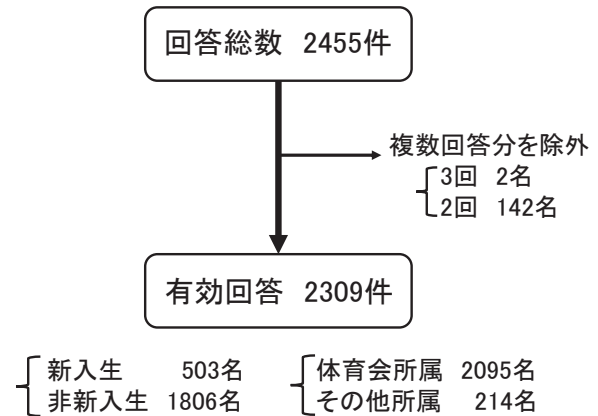 回答総数 2455件
複数回答分を除外
3回 2名
2回 142名
有効回答 2309件
新入生 503名
非新入生 1806名
体育会所属 2095名
その他所属 214名